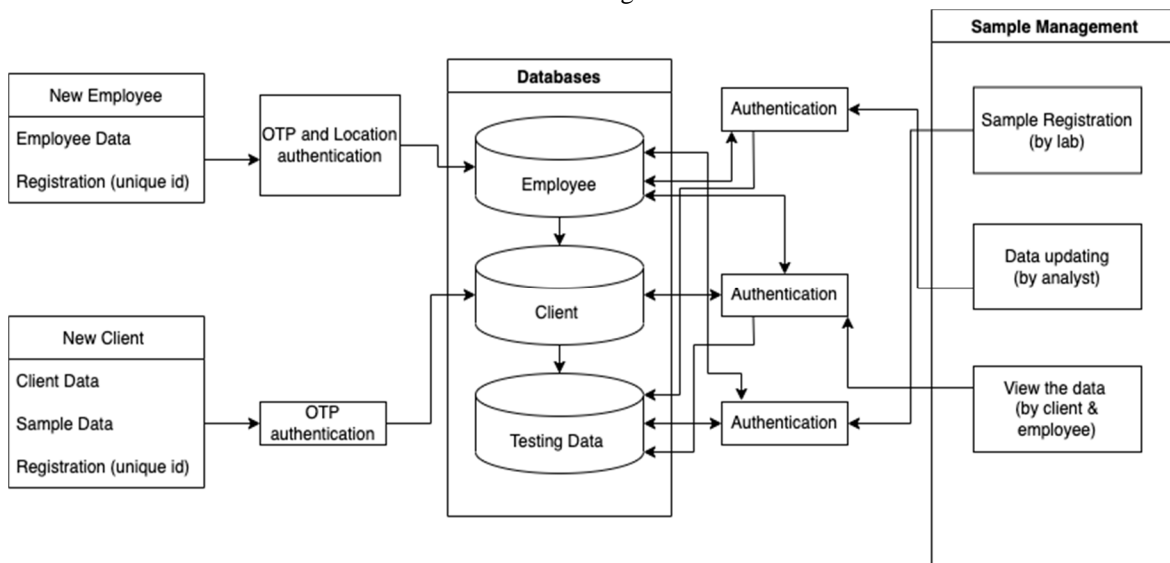 Sample Management
New Employee
Employee Data
Registration (unique id)
OTP and Location
authentication
Databases
Employee
Client
Testing Data
New Client
Client Data
Sample Data
Registration (unique id)
OTP
authentication
Authentication
Authentication
Authentication
Sample Registration
(by lab)
Data updating
(by analyst)
View the data
(by client &
employee)